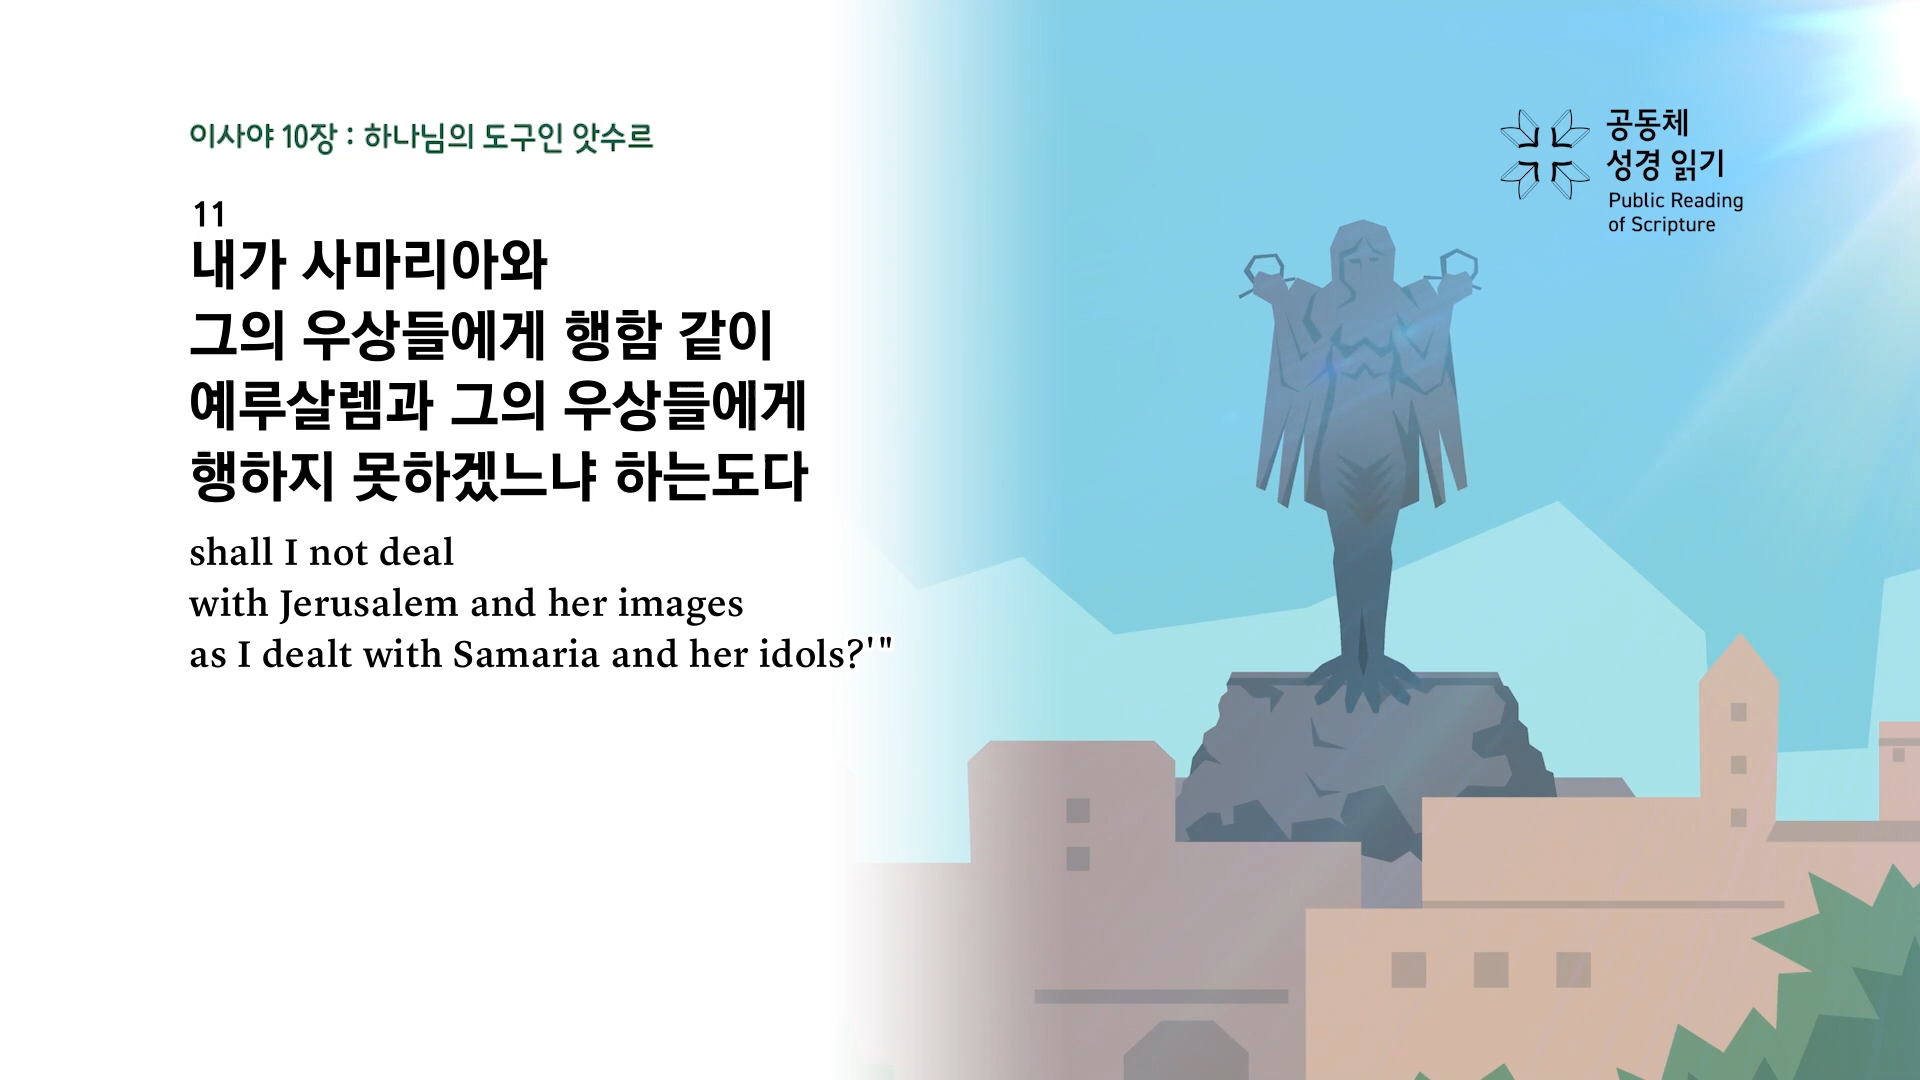 이사야 10장 : 하나님의 도구인 앗수르
11
내가 사마리아와
그의 우상들에게 행함 같이
예루살렘과 그의 우상들에게
행하지 못하겠느냐 하는도다
shall I not deal
with Jerusalem and her images
as I dealt with Samaria and her idols?'"
공동체
성경 읽기
Public Reading
of Scripture